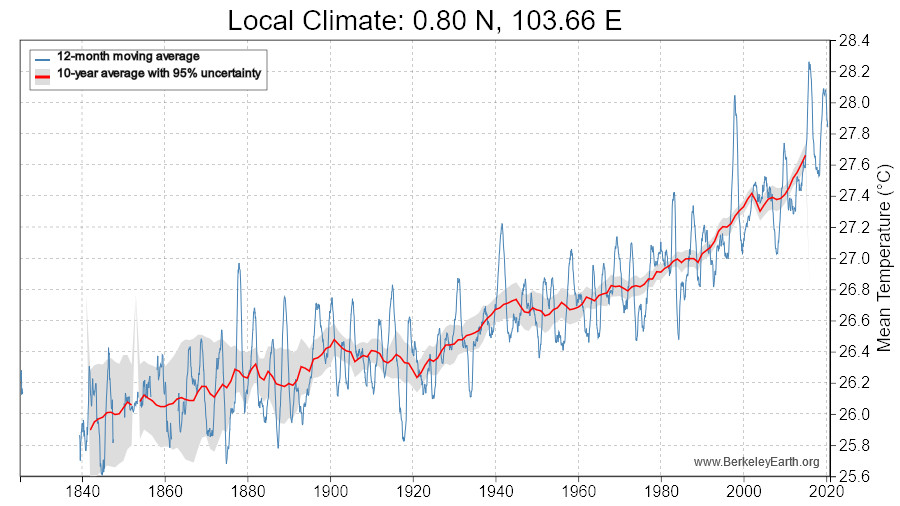 Local Climate: 0.80 N, 103.66 E
12-month moving average
10-year average with 95% uncertainty
28.4
28.2
28.0
27.8
27.6
27.4
27.2
27.0
26.8
26.6
26.4
26.2
26.0
25.8
25.6
Mean Temperature (°C)
www.BerkeleyEarth.org
1840 1860 1880 1900 1920 1940 1960 1980 2000 2020